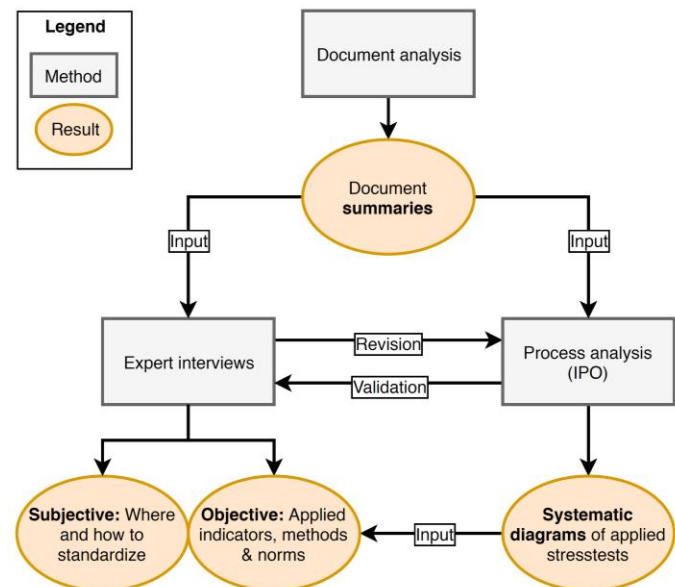 Legend
Method
Result
Document analysis
Document
summaries
Input
Input
Expert interviews
Revision
Validation
Process analysis
(IPO)
Subjective: Where
and how to
standardize
Objective: Applied
indicators, methods
& norms
Input
Systematic
diagrams of applied
stresstests